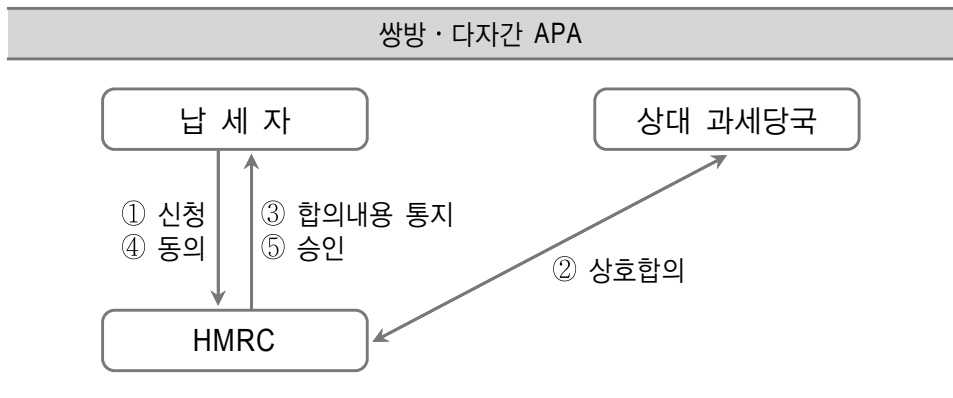 쌍방·다자간 APA
납 세 자
상대 과세당국
① 신청
④ 동의
③ 합의내용 통지
⑤ 승인
② 상호합의
HMRC